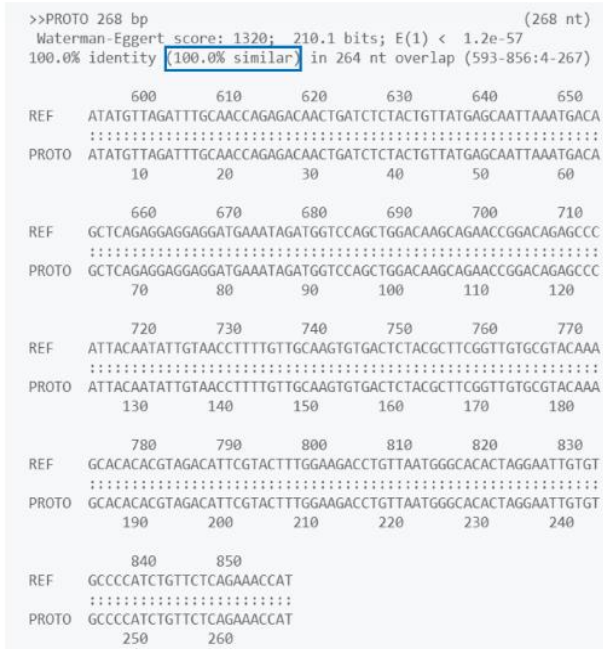 >>PROTO 268 bp (268 nt)
Waterman-Eggert score: 1320; 210.1 bits; E(1) < 1.2e-57
100.0% identity (100.0% similar) in 264 nt overlap (593-856:4-267)
600 610 620 630 640 650
REF ATATGTTAGATTTGCAACCAGAGACAACTGATCTCTACTGTTATGAGCAATTAAATGACA
::::::::::::::::::::::::::::::::::::::::::::::::::::::::::::
PROTO ATATGTTAGATTTGCAACCAGAGACAACTGATCTCTACTGTTATGAGCAATTAAATGACA
10 20 30 40 50 60
660 670 680 690 700 710
REF GCTCAGAGGAGGAGGATGAAATAGATGGTCCAGCTGGACAAGCAGAACCGGACAGAGCCC
::::::::::::::::::::::::::::::::::::::::::::::::::::::::::::
PROTO GCTCAGAGGAGGAGGATGAAATAGATGGTCCAGCTGGACAAGCAGAACCGGACAGAGCCC
70 80 90 100 110 120
720 730 740 750 760 770
REF ATTACAATATTGTAACCTTTTGTTGCAAGTGTGACTCTACGCTTCGGTTGTGCGTACAAA
::::::::::::::::::::::::::::::::::::::::::::::::::::::::::::
PROTO ATTACAATATTGTAACCTTTTGTTGCAAGTGTGACTCTACGCTTCGGTTGTGCGTACAAA
130 140 150 160 170 180
780 790 800 810 820 830
REF GCACACACGTAGACATTCGTACTTTGGAAGACCTGTTAATGGGCACACTAGGAATTGTGT
::::::::::::::::::::::::::::::::::::::::::::::::::::::::::::
PROTO GCACACACGTAGACATTCGTACTTTGGAAGACCTGTTAATGGGCACACTAGGAATTGTGT
190 200 210 220 230 240
840 850
REF GCCCCATCTGTTCTCAGAAACCAT
::::::::::::::::::::::::
PROTO GCCCCATCTGTTCTCAGAAACCAT
250 260